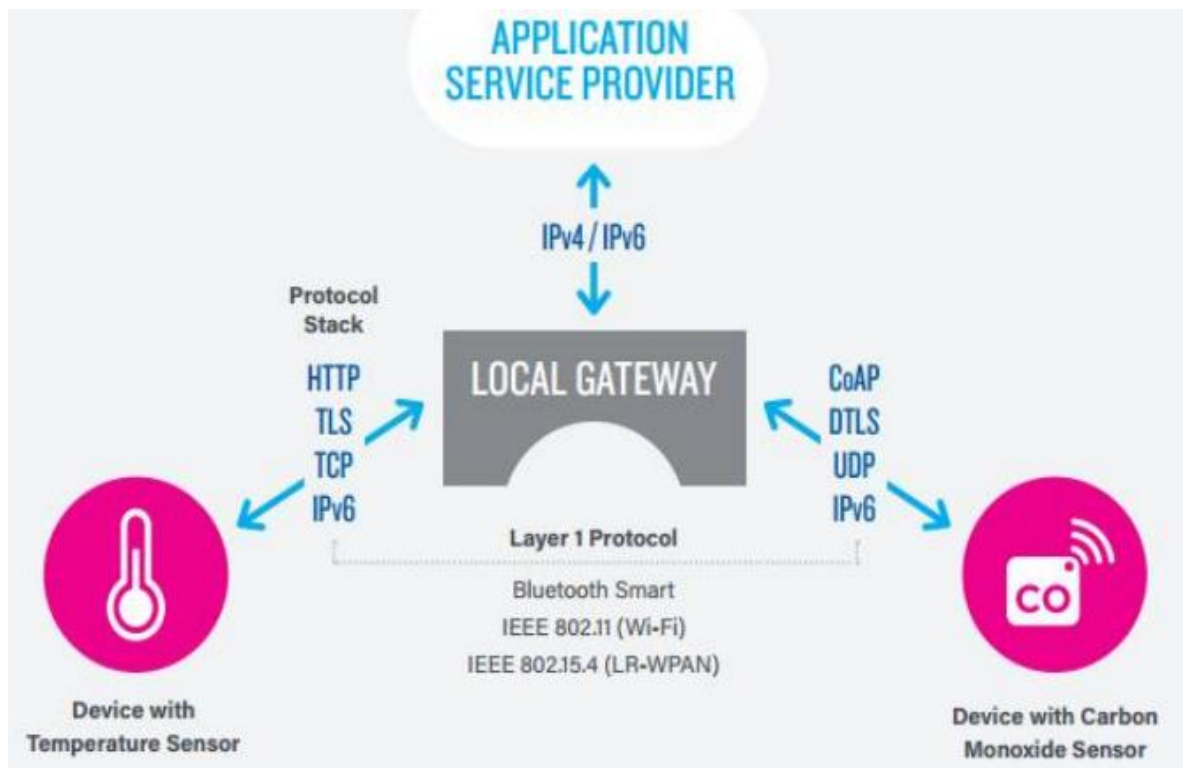 APPLICATION
SERVICE PROVIDER
IPv4 / IPv6
Protocol
Stack
HTTP
TLS
TCP
IPv6
LOCAL GATEWAY
CoAP
DTLS
UDP
IPv6
Layer 1 Protocol
Bluetooth Smart
IEEE 802.11 (Wi-Fi)
IEEE 802.15.4 (LR-WPAN)
Device with
Temperature Sensor
CO
Device with Carbon
Monoxide Sensor